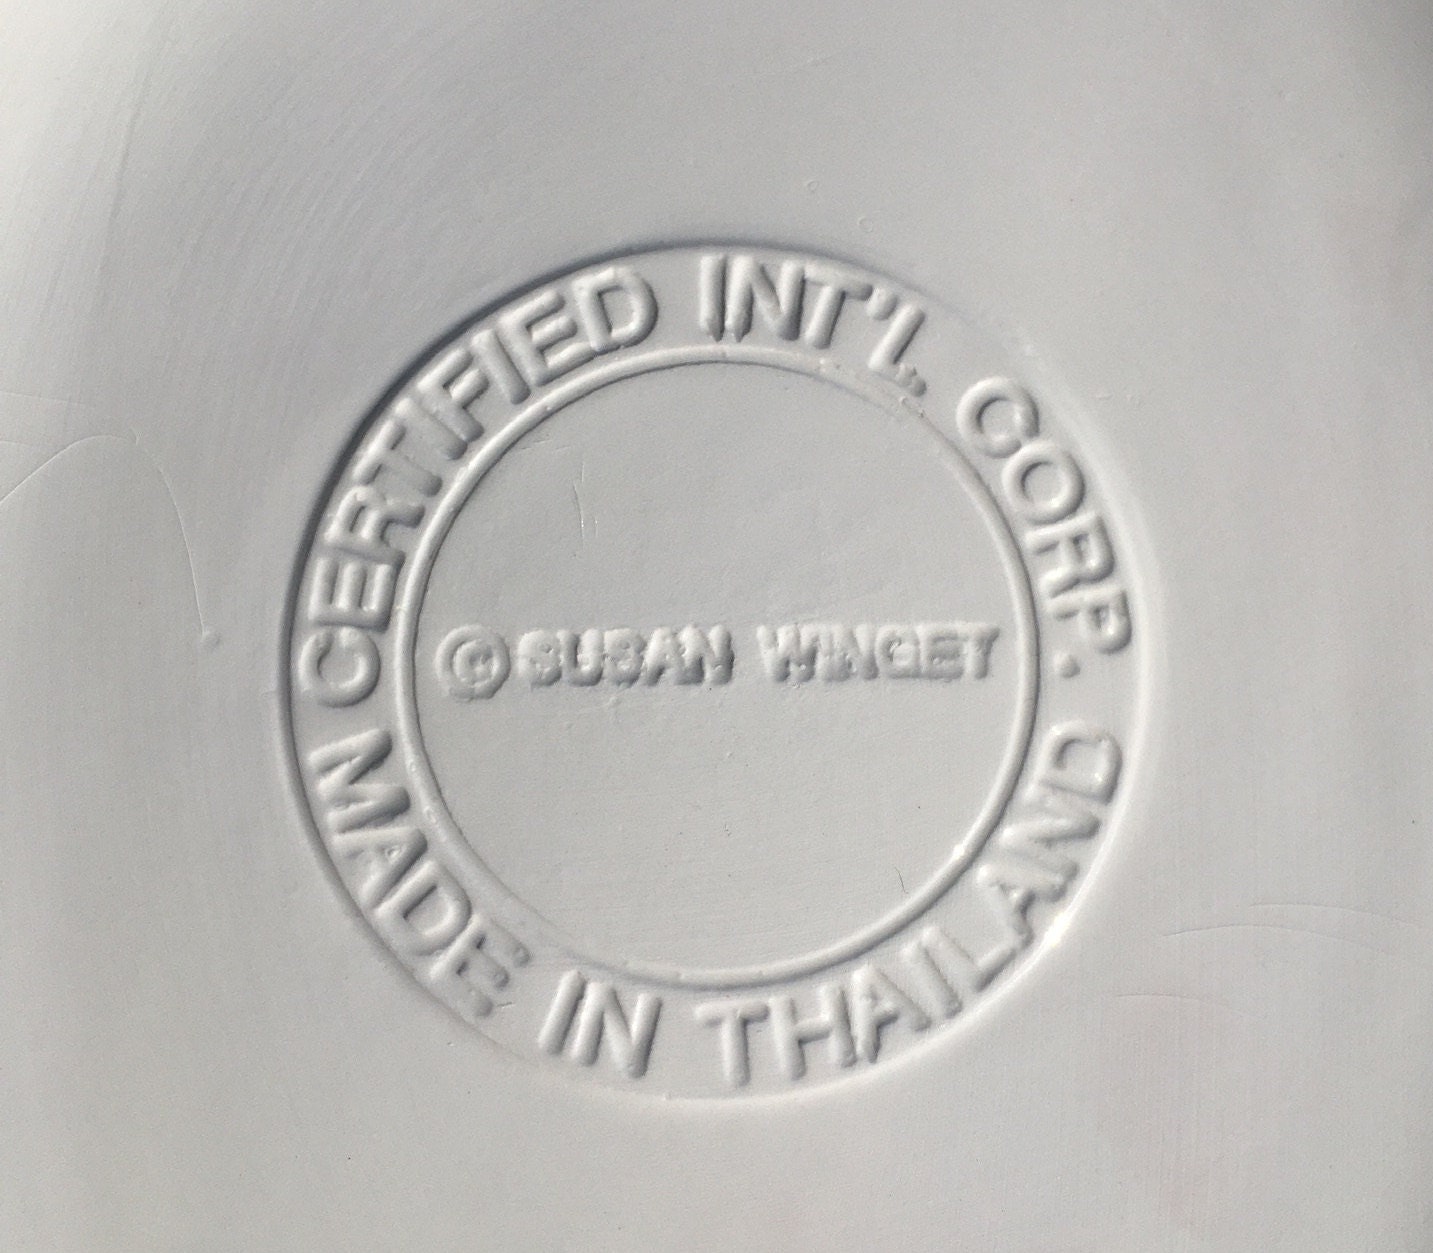 CERTIFIED INT'L. CORP.
©SUSAN WINGET
MADE IN THAILAND